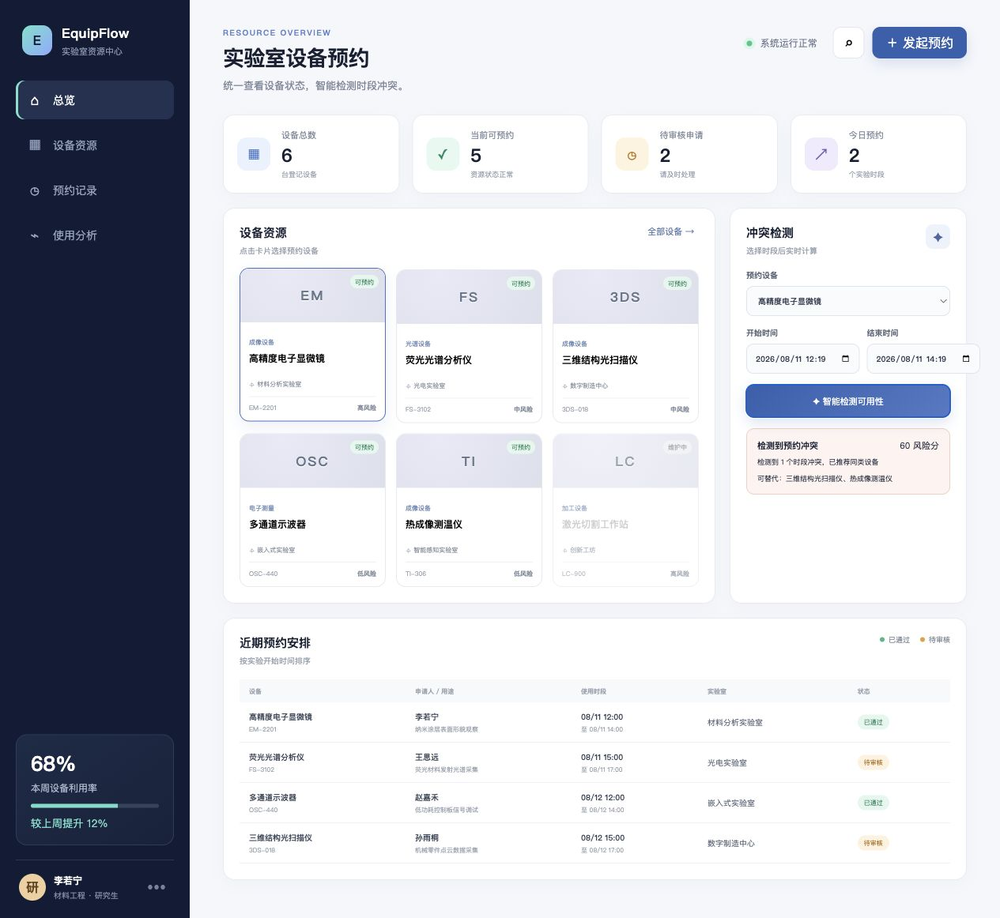 E
EquipFlow
实验室资源中心
总览
设备资源
预约记录
使用分析
68%
本周设备利用率
较上周提升 12%
研
李若宁
材料工程 · 研究生
RESOURCE OVERVIEW
实验室设备预约
统一查看设备状态，智能检测时段冲突。
系统运行正常
＋ 发起预约
设备总数
6
台登记设备
当前可预约
5
资源状态正常
待审核申请
2
请及时处理
今日预约
2
个实验时段
设备资源
点击卡片选择预约设备
全部设备 →
可预约
EM
成像设备
高精度电子显微镜
材料分析实验室
EM-2201 高风险
可预约
FS
光谱设备
荧光光谱分析仪
光电实验室
FS-3102 中风险
可预约
3DS
成像设备
三维结构光扫描仪
数字制造中心
3DS-018 中风险
可预约
OSC
电子测量
多通道示波器
嵌入式实验室
OSC-440 低风险
可预约
TI
成像设备
热成像测温仪
智能感知实验室
TI-306 低风险
维护中
LC
加工设备
激光切割工作站
创新工坊
LC-900 高风险
冲突检测
选择时段后实时计算
预约设备
高精度电子显微镜
开始时间 结束时间
2026/08/11 12:19 2026/08/11 14:19
✦ 智能检测可用性
检测到预约冲突 60 风险分
检测到 1 个时段冲突，已推荐同类设备
可替代：三维结构光扫描仪、热成像测温仪
近期预约安排
按实验开始时间排序
已通过 待审核
设备 申请人 / 用途 使用时段 实验室 状态
高精度电子显微镜 李若宁 08/11 12:00 材料分析实验室 已通过
EM-2201 纳米涂层表面形貌观察 至 08/11 14:00
荧光光谱分析仪 王思远 08/11 15:00 光电实验室 待审核
FS-3102 荧光材料发射光谱采集 至 08/11 17:00
多通道示波器 赵嘉禾 08/12 12:00 嵌入式实验室 已通过
OSC-440 低功耗控制板信号调试 至 08/12 14:00
三维结构光扫描仪 孙雨桐 08/12 15:00 数字制造中心 待审核
3DS-018 机械零件点云数据采集 至 08/12 17:00